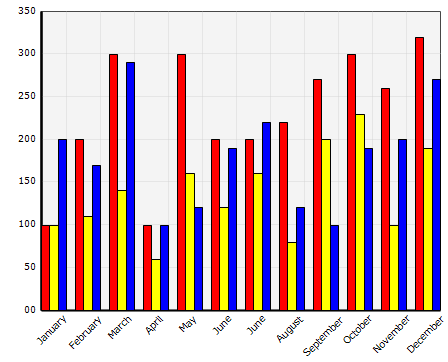 350
300
250
200
150
100
50
00
January
February
March
April
May
June
June
August
September
October
November
December